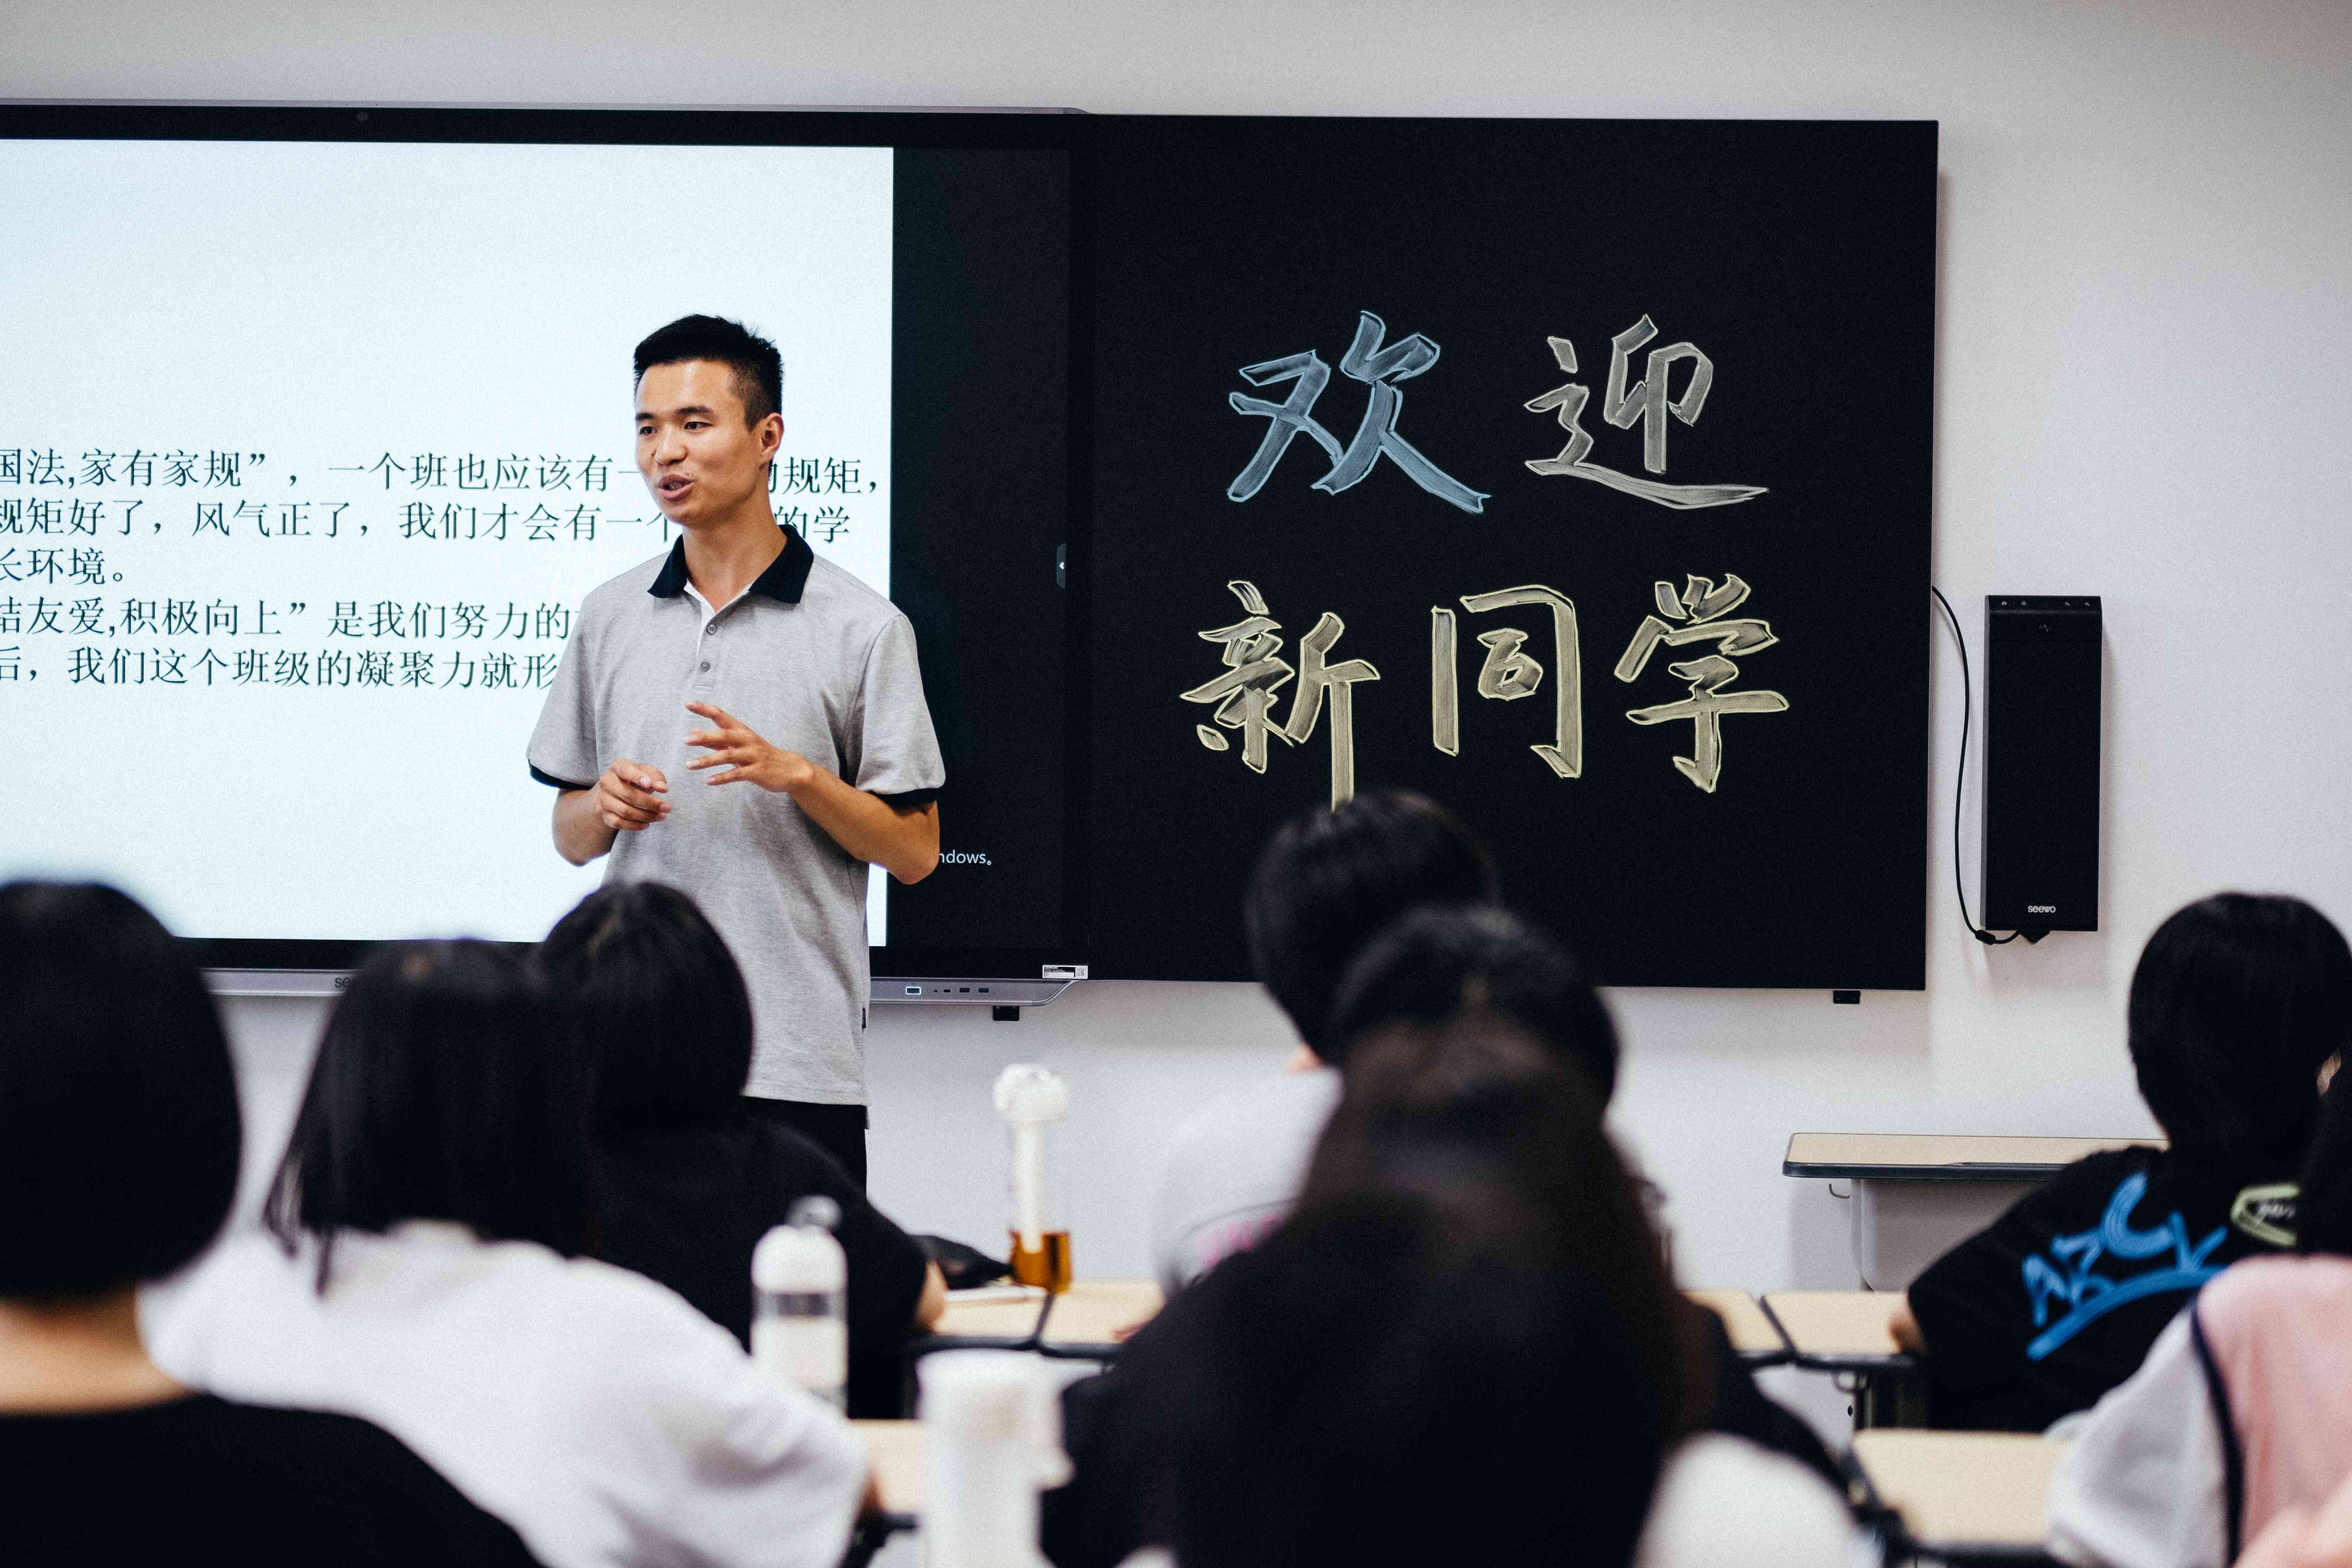 国法,家有家规”，一个班也应该有一 规矩,
规矩好了，风气正了，我们才会有一个 的学
长环境。
结友爱,积极向上”是我们努力的
后，我们这个班级的凝聚力就形
ndows。
欢迎
新同学
seewo